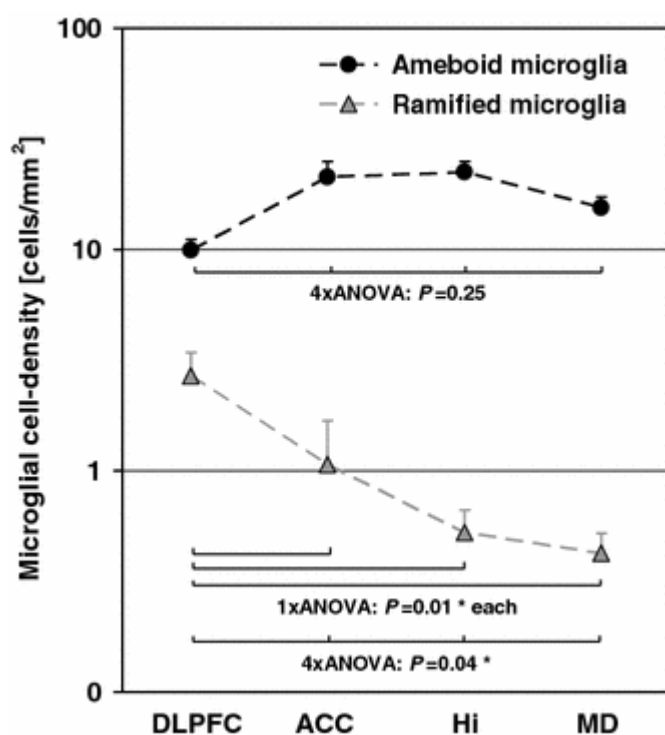 100
Ameboid microglia
Ramified microglia
Microglial cell-density [cells/mm²]
10
4xANOVA: P=0.25
1
1xANOVA: P=0.01 * each
4xANOVA: P=0.04 *
0
DLPFC ACC Hi MD